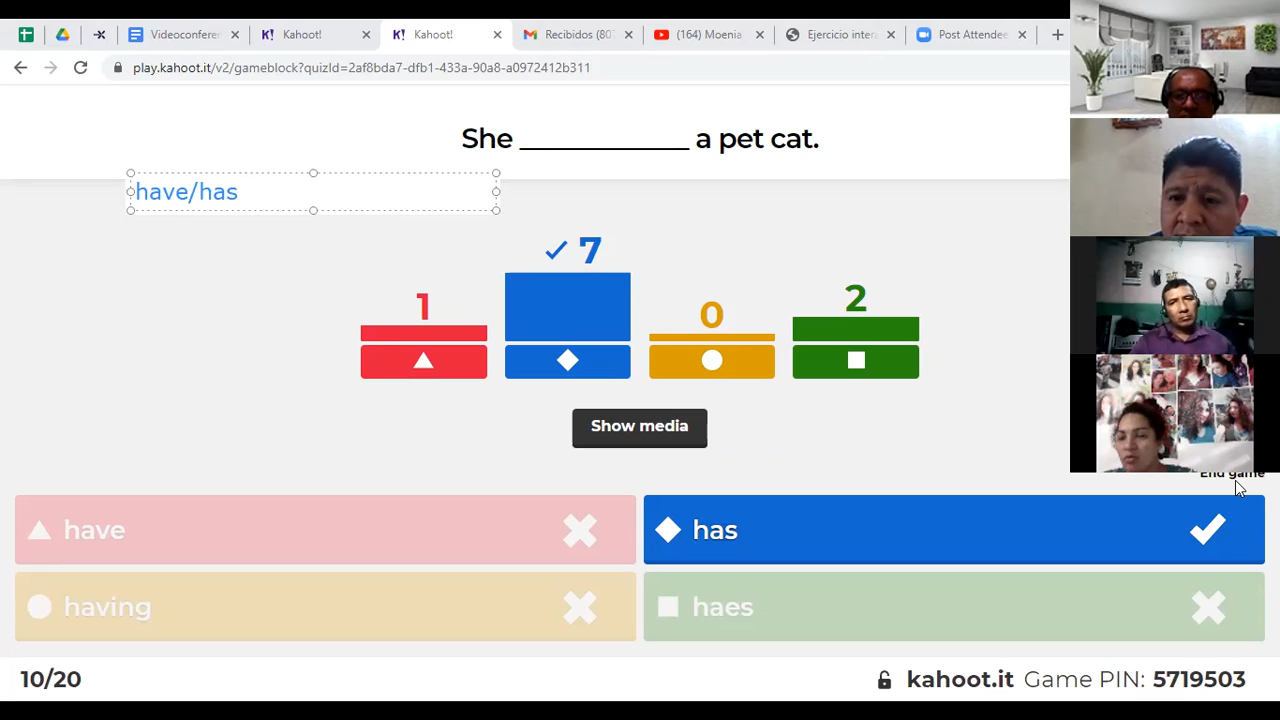 Videoconferen
Kahoot!
Kahoot!
Recibidos (80
(164) Moenia
Ejercicio inter
Post Attendee
play.kahoot.it/v2/gameblock?quizId=2af8bda7-dfb1-433a-90a8-a0972412b311
She ____________ a pet cat.
have/has
1
7
0
2
Show media
End game
have
has
having
haes
10/20
kahoot.it Game PIN: 5719503